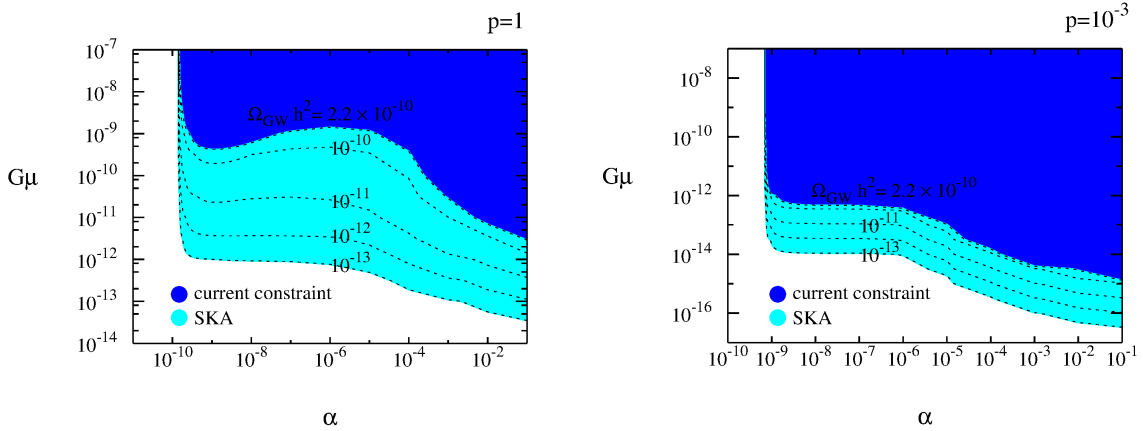 p=1
10⁻⁷
10⁻⁸
10⁻⁹
10⁻¹⁰
10⁻¹¹
10⁻¹²
10⁻¹³
10⁻¹⁴
Gμ
Ω_GW h² = 2.2 × 10⁻¹⁰
10⁻¹⁰
10⁻¹¹
10⁻¹²
10⁻¹³
current constraint
SKA
10⁻¹⁰ 10⁻⁸ 10⁻⁶ 10⁻⁴ 10⁻²
α
p=10⁻³
10⁻⁸
10⁻¹⁰
10⁻¹²
10⁻¹⁴
10⁻¹⁶
Gμ
Ω_GW h² = 2.2 × 10⁻¹⁰
10⁻¹¹
10⁻¹³
current constraint
SKA
10⁻¹⁰ 10⁻⁹ 10⁻⁸ 10⁻⁷ 10⁻⁶ 10⁻⁵ 10⁻⁴ 10⁻³ 10⁻² 10⁻¹
α